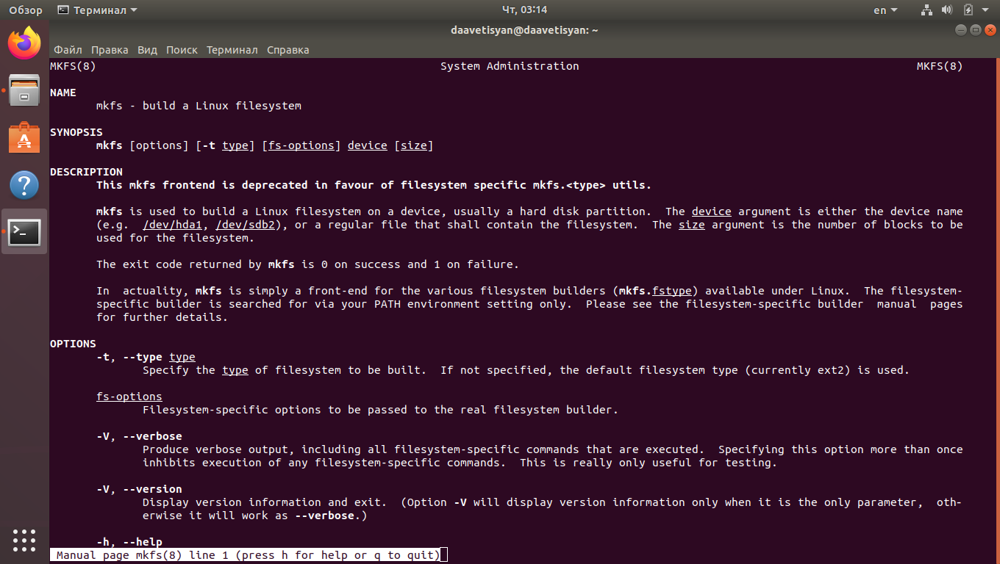 Обзор Терминал Чт, 03:14 en
daavetisyan@daavetisyan: ~
Файл Правка Вид Поиск Терминал Справка
MKFS(8) System Administration MKFS(8)
NAME
mkfs - build a Linux filesystem
SYNOPSIS
mkfs [options] [-t type] [fs-options] device [size]
DESCRIPTION
This mkfs frontend is deprecated in favour of filesystem specific mkfs.<type> utils.
mkfs is used to build a Linux filesystem on a device, usually a hard disk partition. The device argument is either the device name
(e.g. /dev/hda1, /dev/sdb2), or a regular file that shall contain the filesystem. The size argument is the number of blocks to be
used for the filesystem.
The exit code returned by mkfs is 0 on success and 1 on failure.
In actuality, mkfs is simply a front-end for the various filesystem builders (mkfs.fstype) available under Linux. The filesystem-
specific builder is searched for via your PATH environment setting only. Please see the filesystem-specific builder manual pages
for further details.
OPTIONS
-t, --type type
Specify the type of filesystem to be built. If not specified, the default filesystem type (currently ext2) is used.
fs-options
Filesystem-specific options to be passed to the real filesystem builder.
-V, --verbose
Produce verbose output, including all filesystem-specific commands that are executed. Specifying this option more than once
inhibits execution of any filesystem-specific commands. This is really only useful for testing.
-V, --version
Display version information and exit. (Option -V will display version information only when it is the only parameter, oth-
erwise it will work as --verbose.)
-h, --help
Manual page mkfs(8) line 1 (press h for help or q to quit)